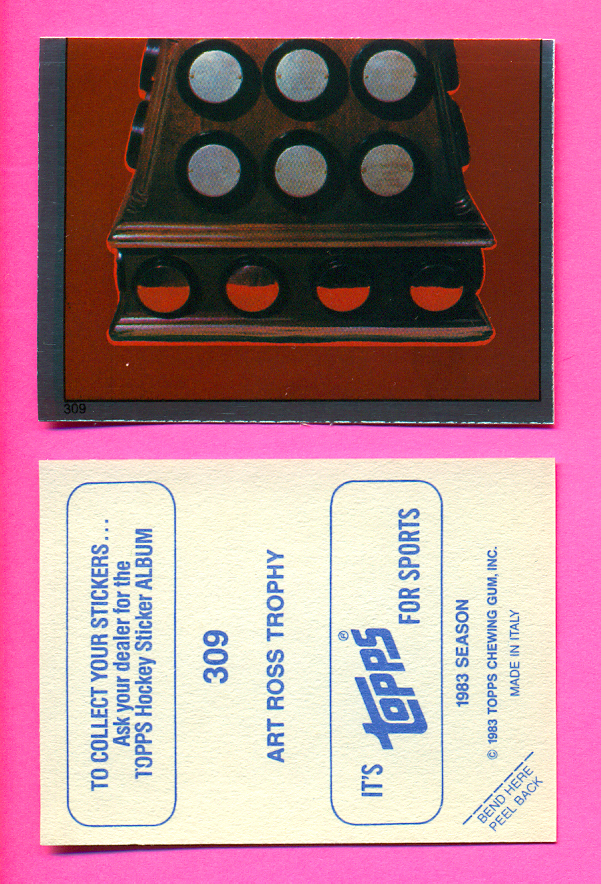 309
TO COLLECT YOUR STICKERS...
Ask your dealer for the
TOPPS Hockey Sticker ALBUM
309
ART ROSS TROPHY
IT'S TOPPS® FOR SPORTS
1983 SEASON
© 1983 TOPPS CHEWING GUM, INC.
MADE IN ITALY
BEND HERE
PEEL BACK